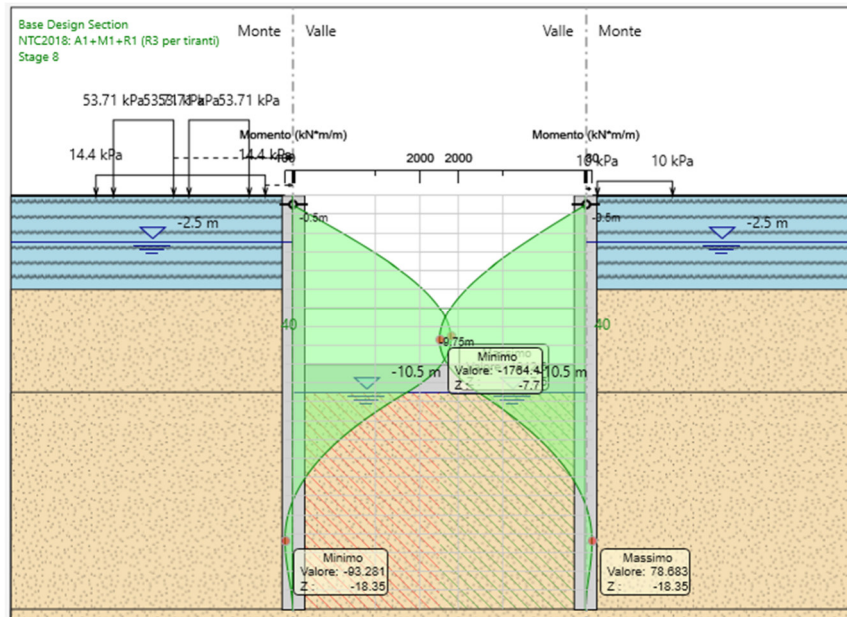 Base Design Section
NTC2018: A1+M1+R1 (R3 per tiranti)
Stage 8
Monte
Valle
Valle
Monte
53.71 kPa
53.71 kPa
53.71 kPa
Momento (kN*m/m)
Momento (kN*m/m)
14.4 kPa
14.4 kPa
2000
2000
10 kPa
10 kPa
-0.5m
-2.5 m
-2.5 m
40
40
-9.75m
-10.5 m
-10.5 m
Minimo
Valore: -1764.4
Z : -7.7
Minimo
Valore: -93.281
Z : -18.35
Massimo
Valore: 78.683
Z : -18.35